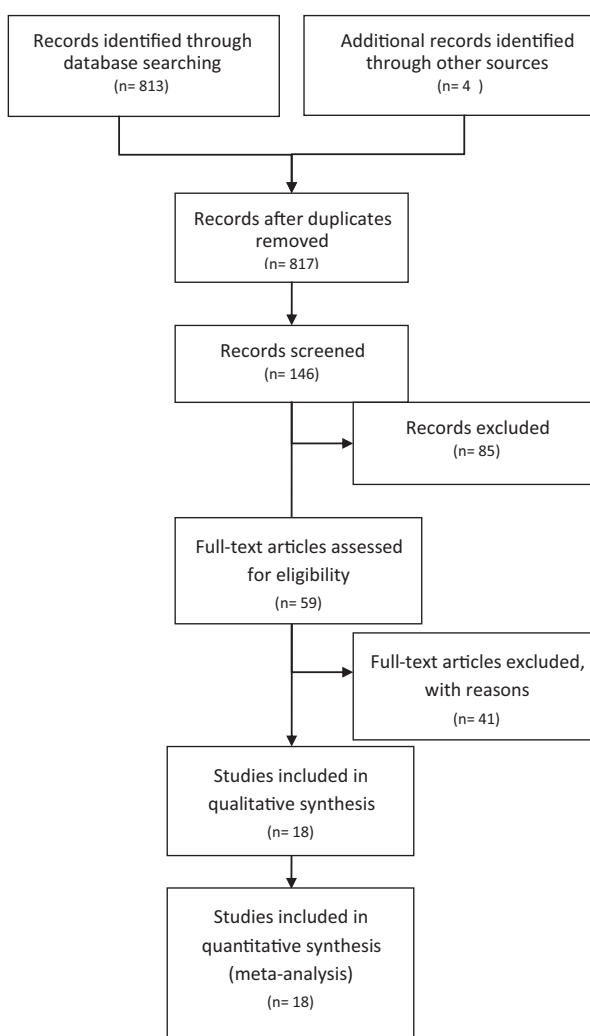 Records identified through
database searching
(n= 813)
Additional records identified
through other sources
(n= 4 )
Records after duplicates
removed
(n= 817)
Records screened
(n= 146)
Records excluded
(n= 85)
Full-text articles assessed
for eligibility
(n= 59)
Full-text articles excluded,
with reasons
(n= 41)
Studies included in
qualitative synthesis
(n= 18)
Studies included in
quantitative synthesis
(meta-analysis)
(n= 18)